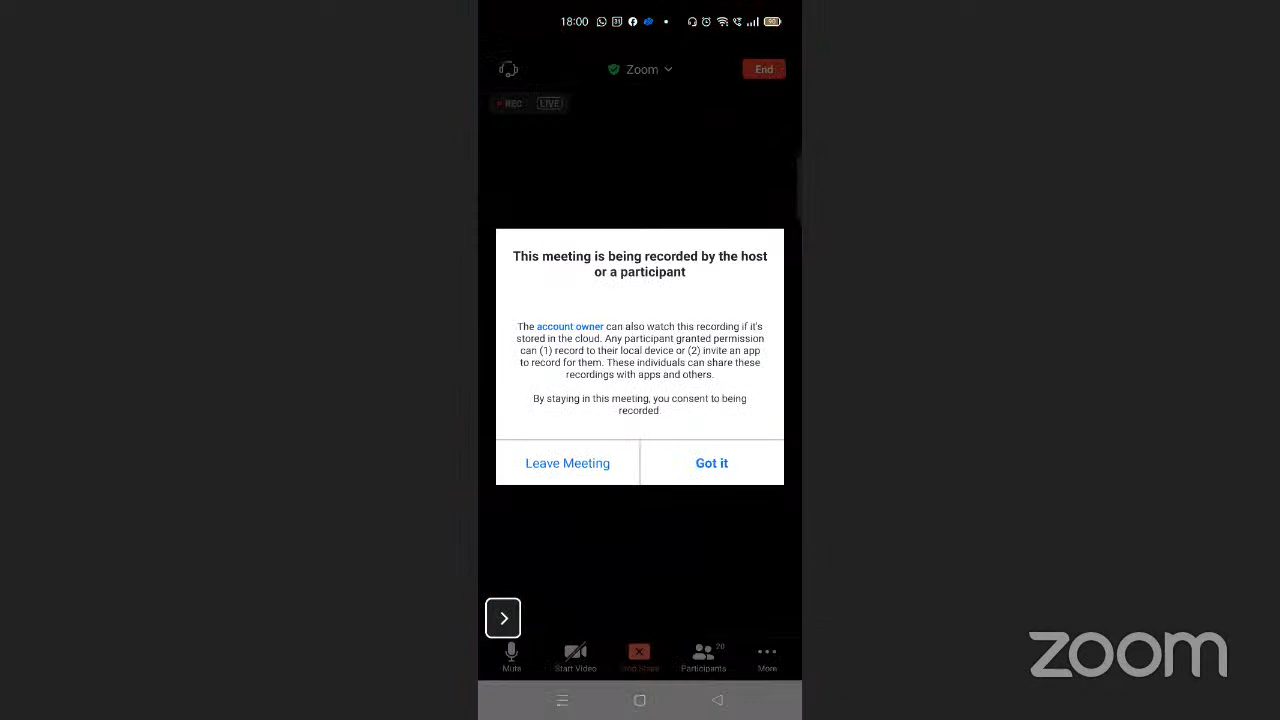 18:00
Zoom
End
REC LIVE
This meeting is being recorded by the host
or a participant
The account owner can also watch this recording if it's
stored in the cloud. Any participant granted permission
can (1) record to their local device or (2) invite an app
to record for them. These individuals can share these
recordings with apps and others.
By staying in this meeting, you consent to being
recorded.
Leave Meeting Got it
20
Mute Start Video Stop Share Participants More
zoom